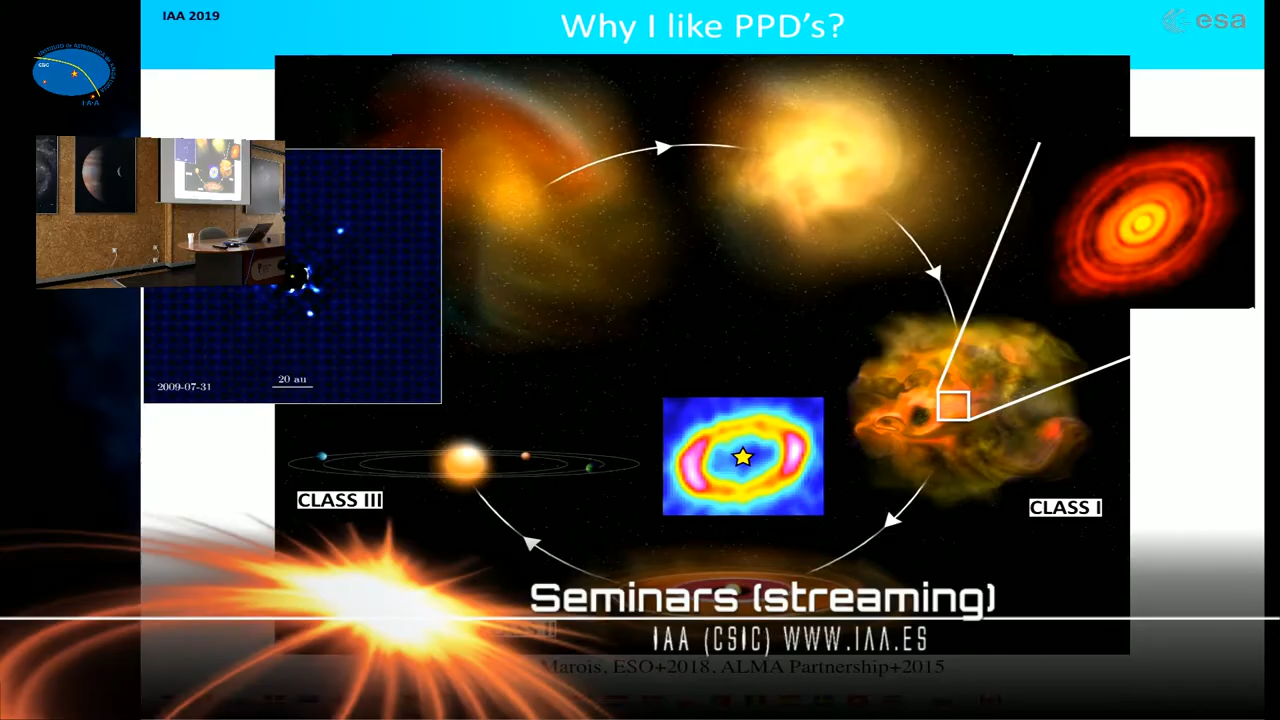 IAA 2019
Why I like PPD's?
esa
CSIC
I·A·A
2009-07-31
20 au
CLASS III
CLASS I
Seminars (streaming)
IAA (CSIC) WWW.IAA.ES
Marois, ESO+2018, ALMA Partnership+2015